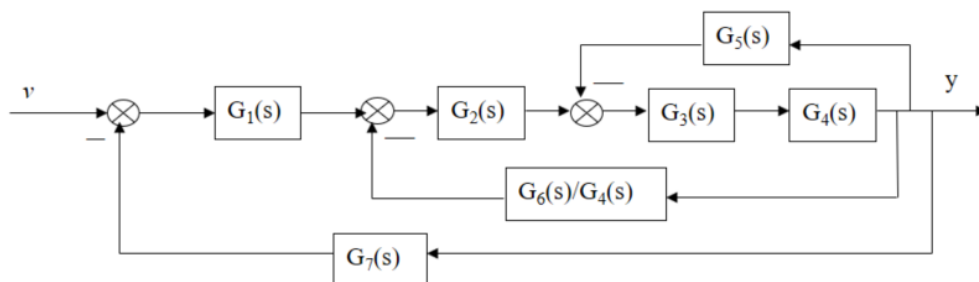 G₅(s)
v
y
G₁(s)
G₂(s)
G₃(s)
G₄(s)
G₆(s)/G₄(s)
G₇(s)